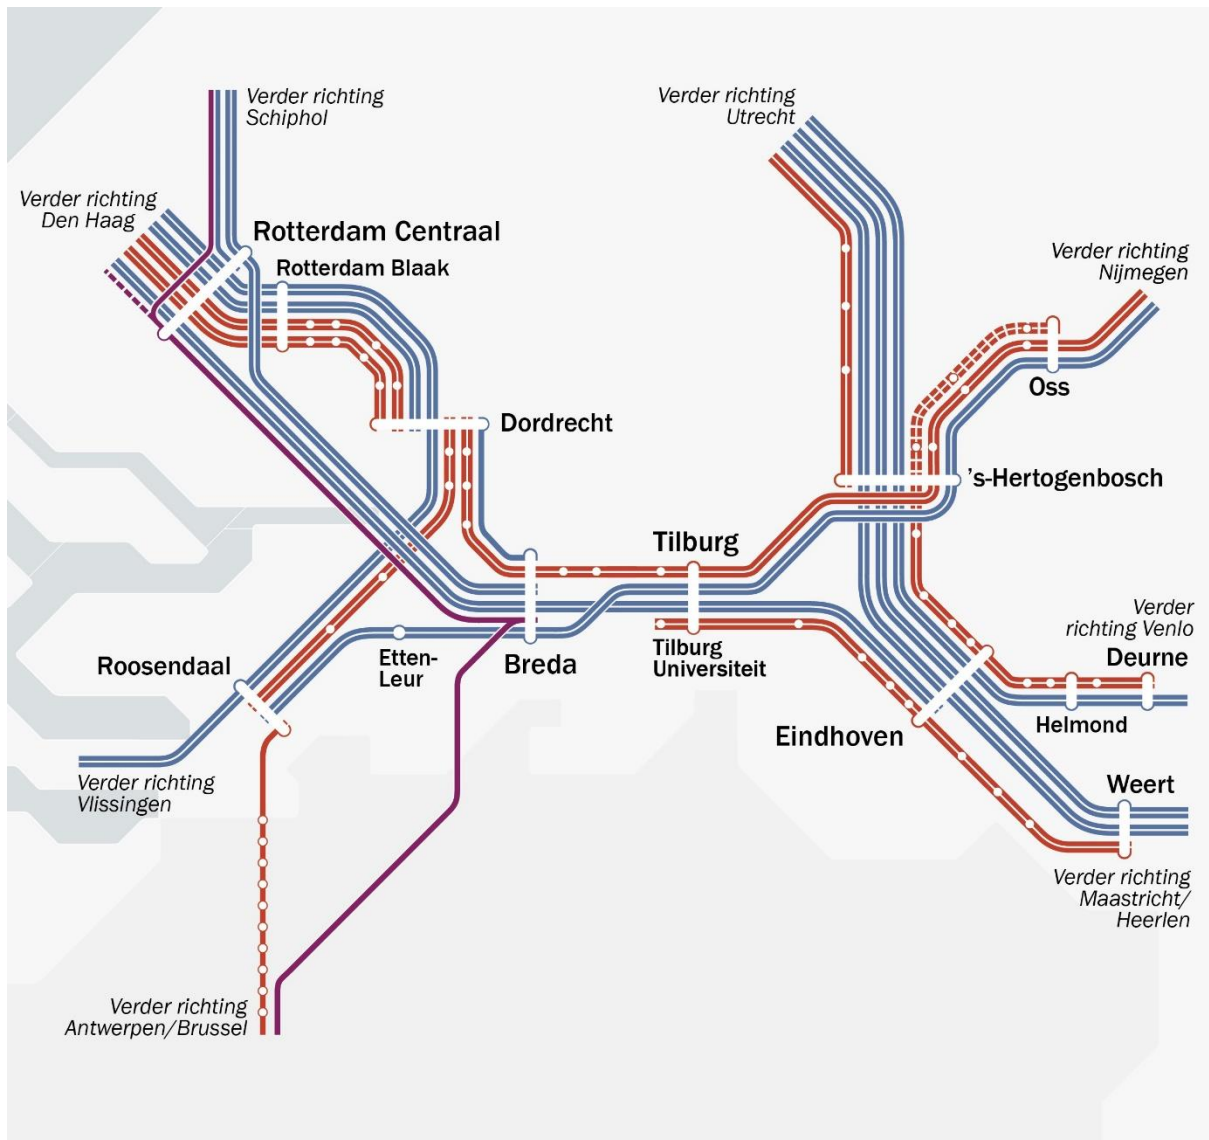 Verder richting
Schiphol
Verder richting
Utrecht
Verder richting
Den Haag
Rotterdam Centraal
Rotterdam Blaak
Verder richting
Nijmegen
Oss
Dordrecht
's-Hertogenbosch
Tilburg
Verder
richting Venlo
Deurne
Tilburg
Universiteit
Etten-
Leur
Breda
Roosendaal
Helmond
Eindhoven
Weert
Verder richting
Vlissingen
Verder richting
Maastricht/
Heerlen
Verder richting
Antwerpen/Brussel